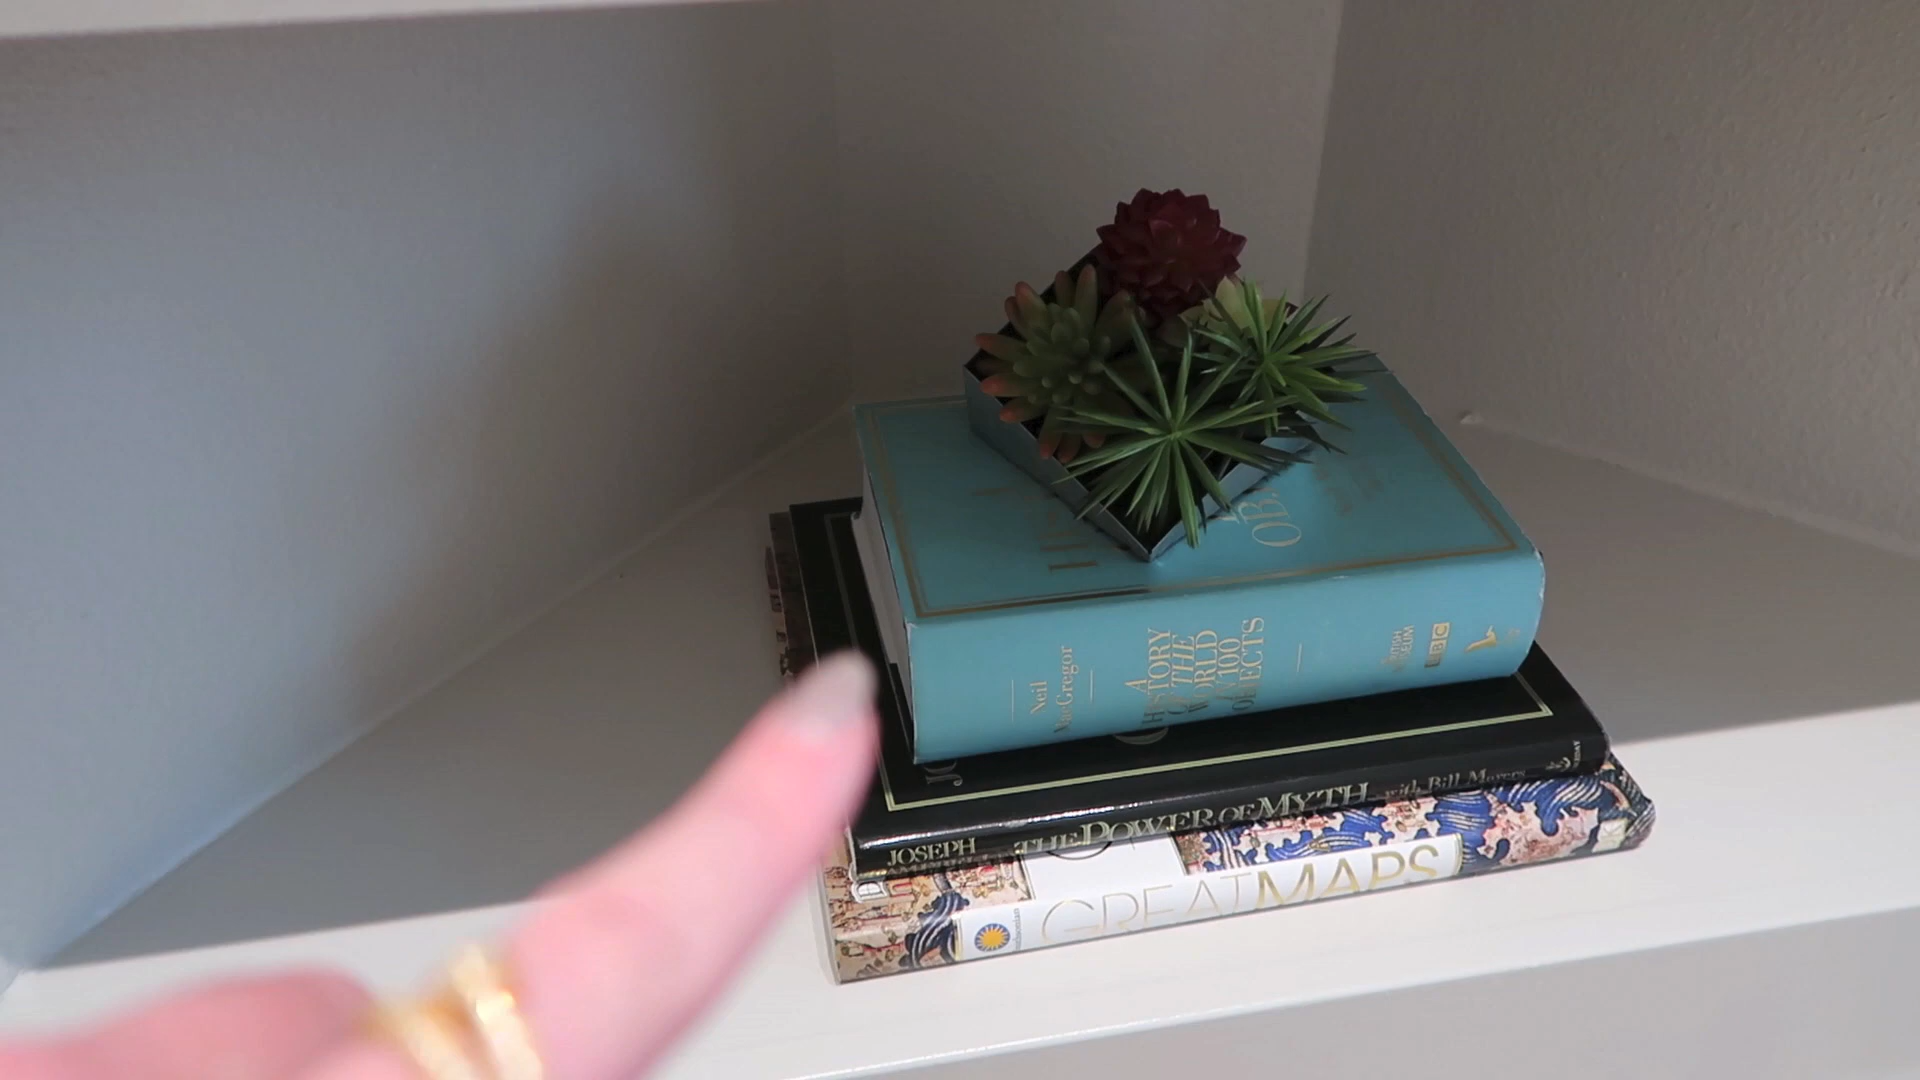 Neil
MacGregor
A
HISTORY
OF THE
WORLD
IN 100
OBJECTS
BBC
THE POWER OF MYTH with Bill Moyers
JOSEPH
GREAT MAPS
Smithsonian